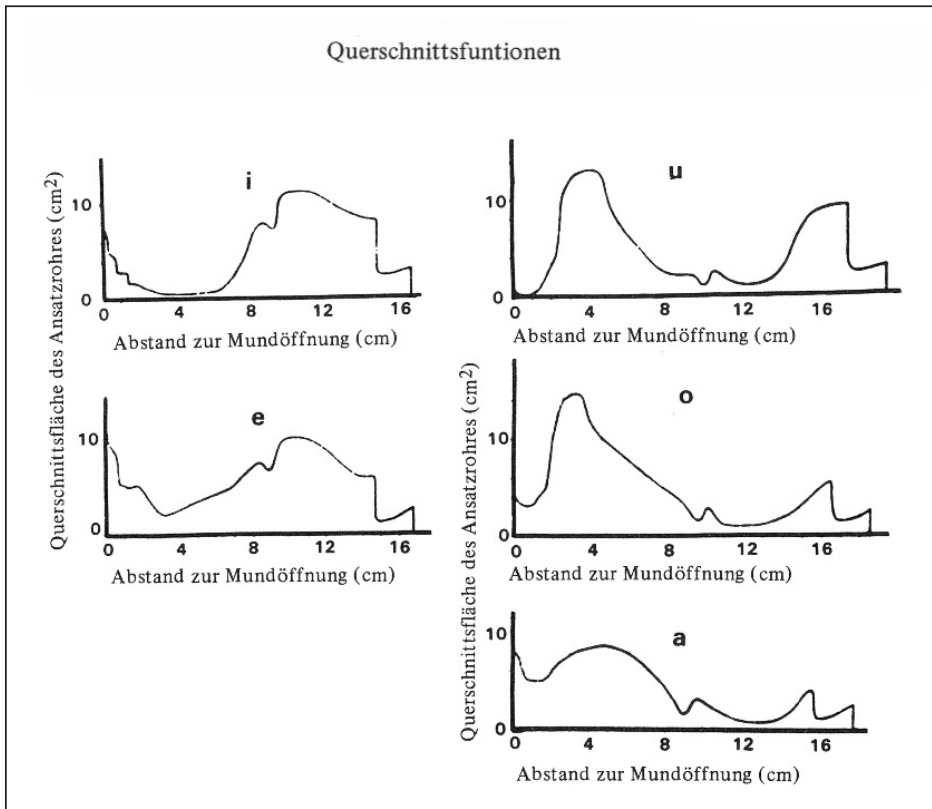 Querschnittsfuntionen
Querschnittsfläche des Ansatzrohres (cm²)
i
10
0
0 4 8 12 16
Abstand zur Mundöffnung (cm)
e
10
0
0 4 8 12 16
Abstand zur Mundöffnung (cm)
u
10
0
0 4 8 12 16
Abstand zur Mundöffnung (cm)
Querschnittsfläche des Ansatzrohres (cm²)
o
10
0
0 4 8 12 16
Abstand zur Mundöffnung (cm)
a
10
0
0 4 8 12 16
Abstand zur Mundöffnung (cm)